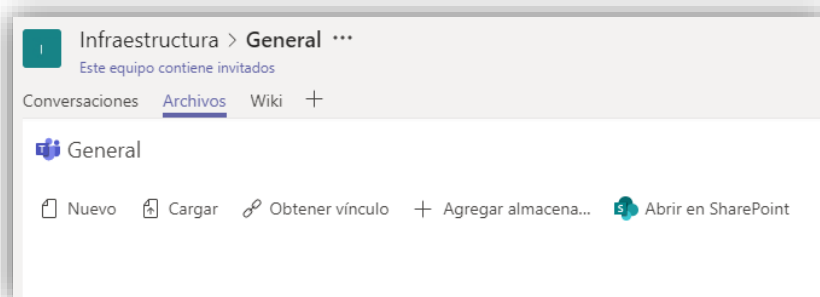 I
Infraestructura > General ...
Este equipo contiene invitados
Conversaciones Archivos Wiki +
General
Nuevo Cargar Obtener vínculo + Agregar almacena... Abrir en SharePoint